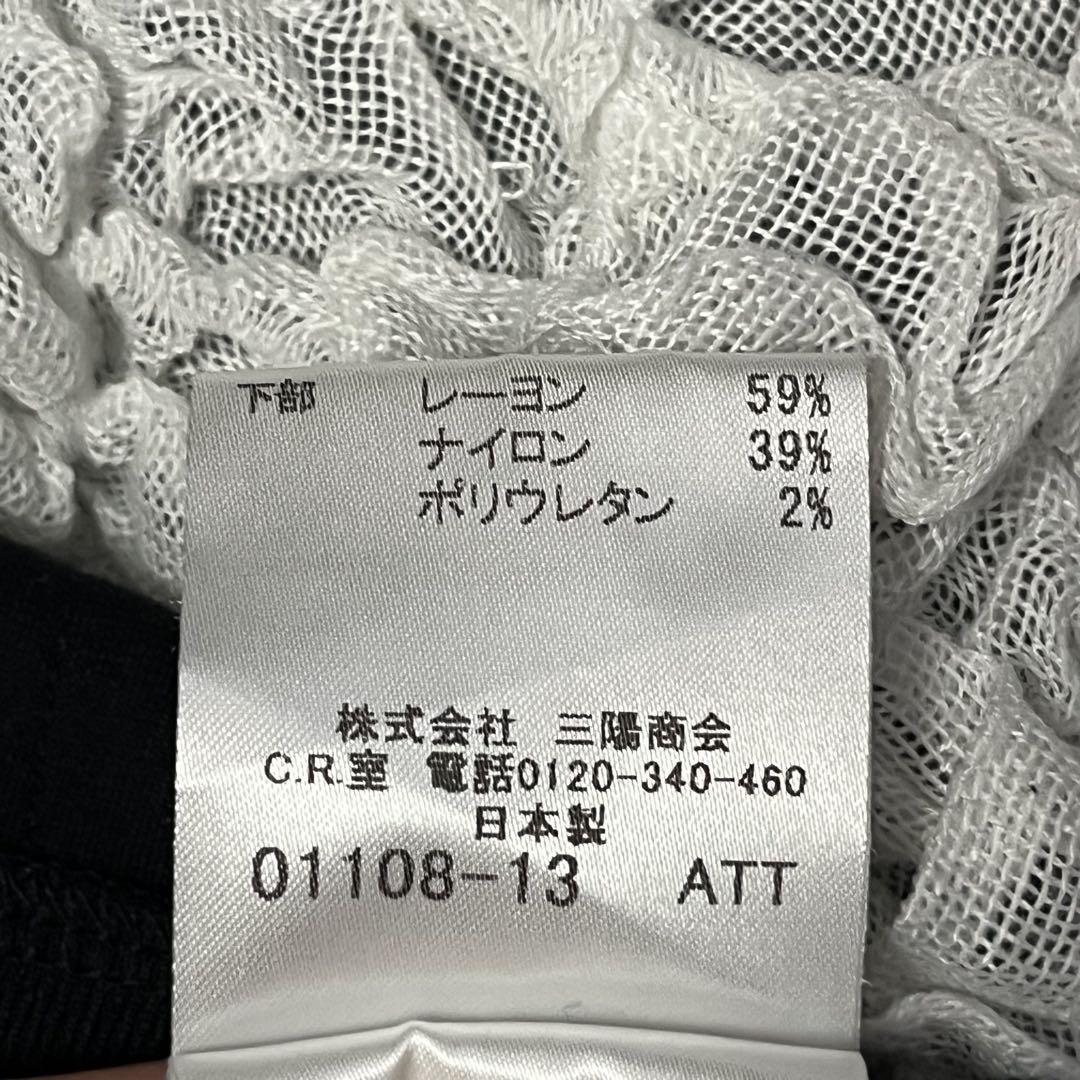 下部 レーヨン 59%
ナイロン 39%
ポリウレタン 2%
株式会社 三陽商会
C.R.室 電話0120-340-460
日本製
01108-13 ATT